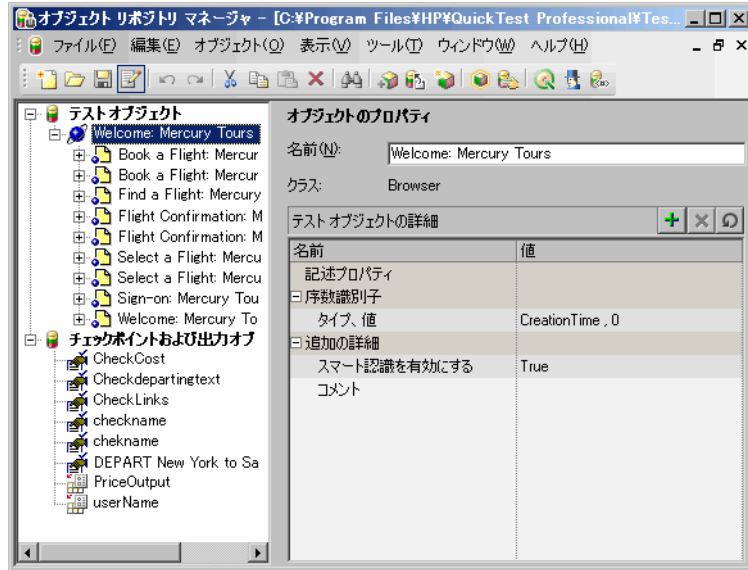 オブジェクト リポジトリ マネージャ - [C:¥Program Files¥HP¥QuickTest Professional¥Tes...
ファイル(F) 編集(E) オブジェクト(O) 表示(V) ツール(T) ウィンドウ(W) ヘルプ(H)
テストオブジェクト
Welcome: Mercury Tours
Book a Flight: Mercur
Book a Flight: Mercur
Find a Flight: Mercury
Flight Confirmation: M
Flight Confirmation: M
Select a Flight: Mercu
Select a Flight: Mercu
Sign-on: Mercury Tou
Welcome: Mercury To
チェックポイントおよび出力オブ
CheckCost
Checkdepartingtext
CheckLinks
checkname
chekname
DEPART New York to Sa
PriceOutput
userName
オブジェクトのプロパティ
名前(N): Welcome: Mercury Tours
クラス: Browser
テスト オブジェクトの詳細
名前 値
記述プロパティ
序数識別子
タイプ、値 CreationTime , 0
追加の詳細
スマート認識を有効にする True
コメント